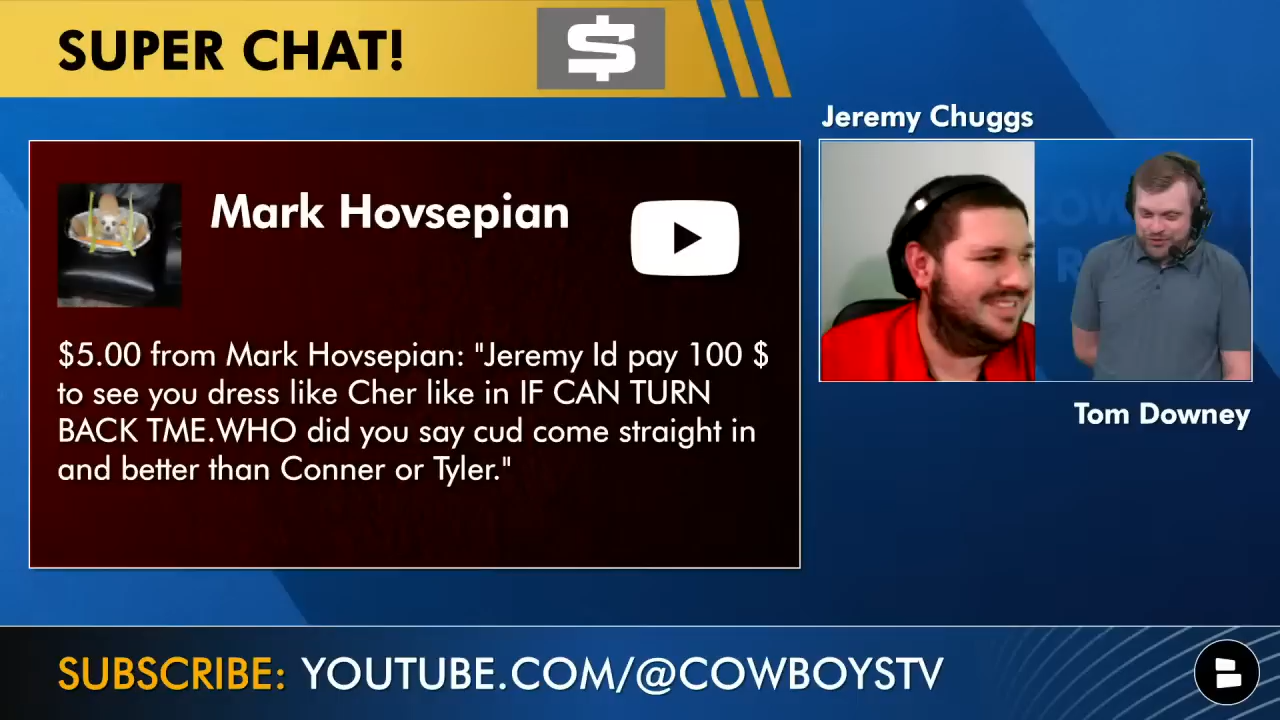 SUPER CHAT!
$
Jeremy Chuggs
Mark Hovsepian
$5.00 from Mark Hovsepian: "Jeremy Id pay 100 $
to see you dress like Cher like in IF CAN TURN
BACK TME.WHO did you say cud come straight in
and better than Conner or Tyler."
COW
R
Tom Downey
SUBSCRIBE: YOUTUBE.COM/@COWBOYSTV